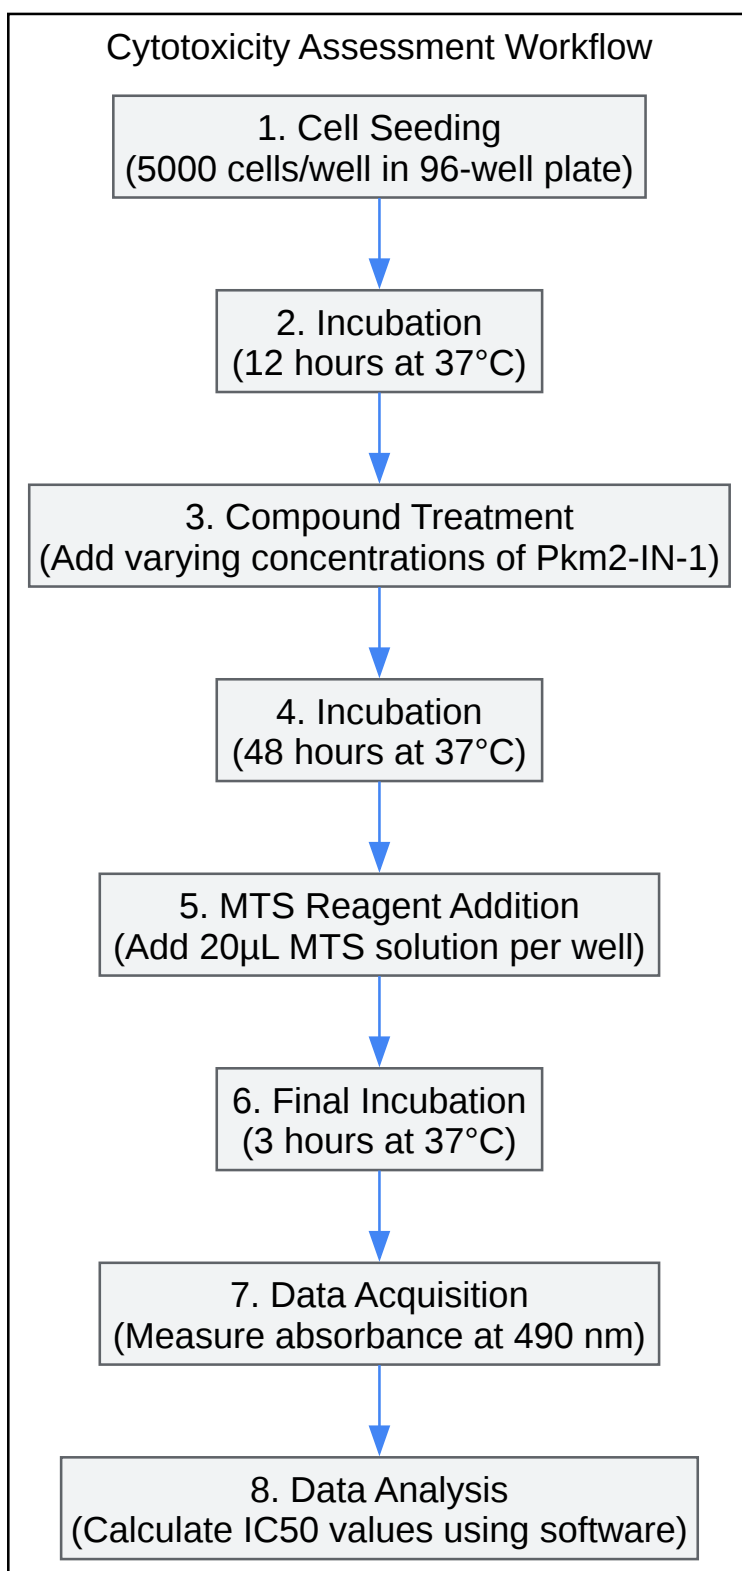 Cytotoxicity Assessment Workflow
1. Cell Seeding
(5000 cells/well in 96-well plate)
2. Incubation
(12 hours at 37°C)
3. Compound Treatment
(Add varying concentrations of Pkm2-IN-1)
4. Incubation
(48 hours at 37°C)
5. MTS Reagent Addition
(Add 20µL MTS solution per well)
6. Final Incubation
(3 hours at 37°C)
7. Data Acquisition
(Measure absorbance at 490 nm)
8. Data Analysis
(Calculate IC50 values using software)